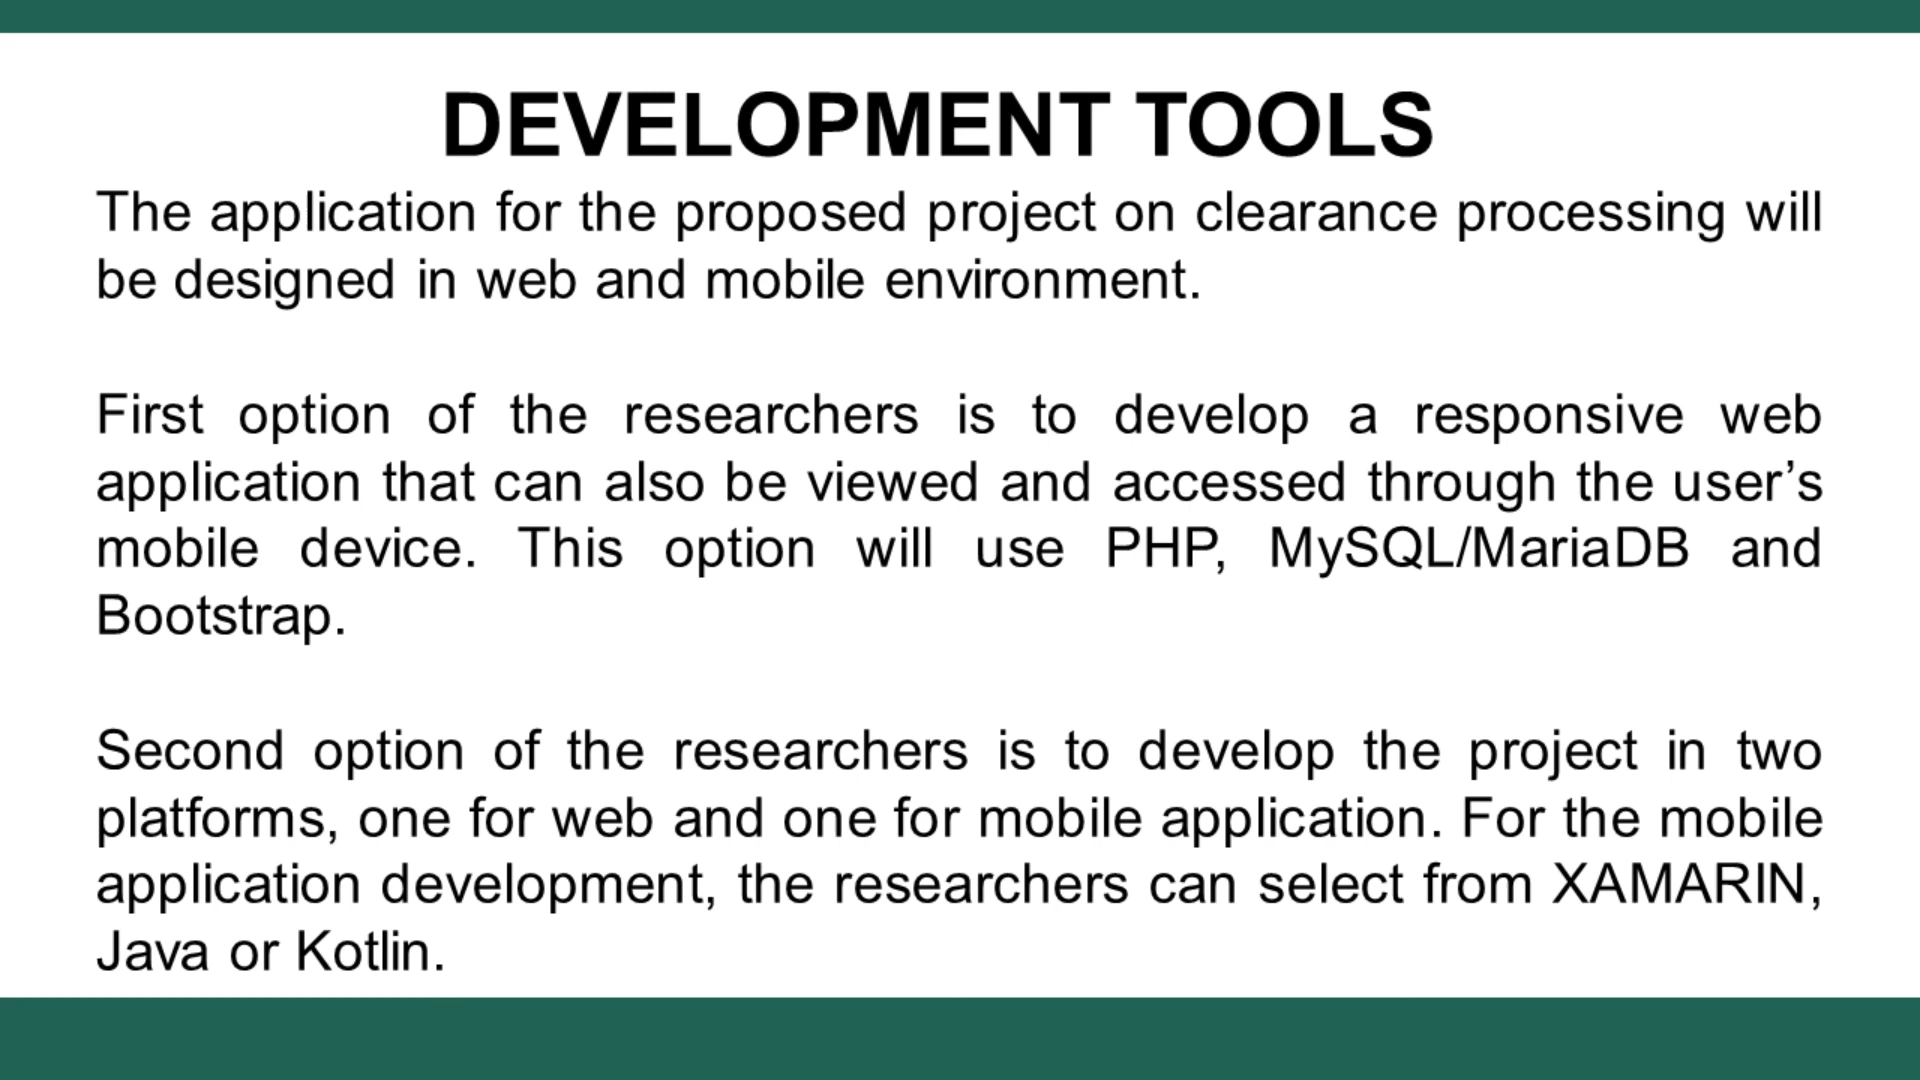 DEVELOPMENT TOOLS
The application for the proposed project on clearance processing will
be designed in web and mobile environment.
First option of the researchers is to develop a responsive web
application that can also be viewed and accessed through the user’s
mobile device. This option will use PHP, MySQL/MariaDB and
Bootstrap.
Second option of the researchers is to develop the project in two
platforms, one for web and one for mobile application. For the mobile
application development, the researchers can select from XAMARIN,
Java or Kotlin.